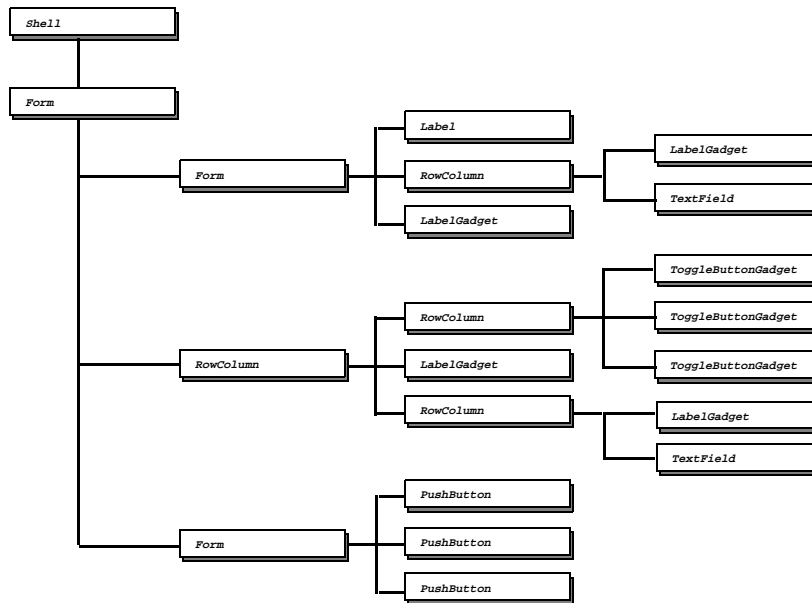 Shell
Form
Form
Label
RowColumn
LabelGadget
LabelGadget
TextField
RowColumn
RowColumn
LabelGadget
RowColumn
ToggleButtonGadget
ToggleButtonGadget
ToggleButtonGadget
LabelGadget
TextField
Form
PushButton
PushButton
PushButton